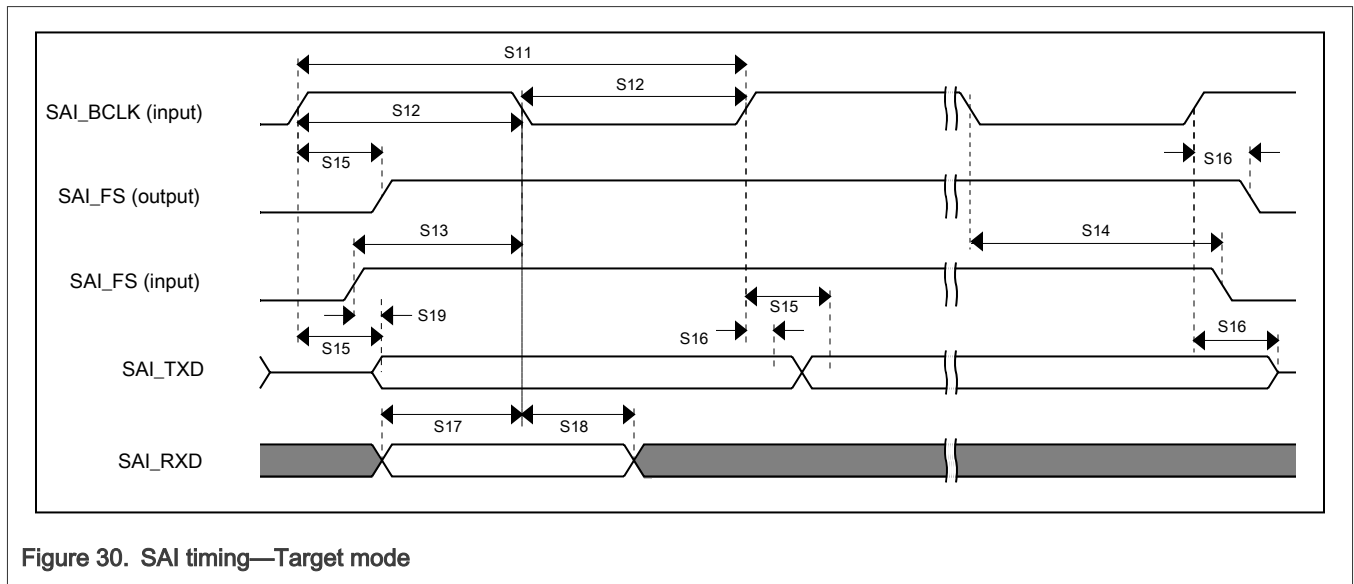 S11
S12
SAI_BCLK (input)
S12
S15
S16
SAI_FS (output)
S13
S14
SAI_FS (input)
S15
S19
S16
S16
S15
SAI_TXD
S17
S18
SAI_RXD
Figure 30. SAI timing—Target mode